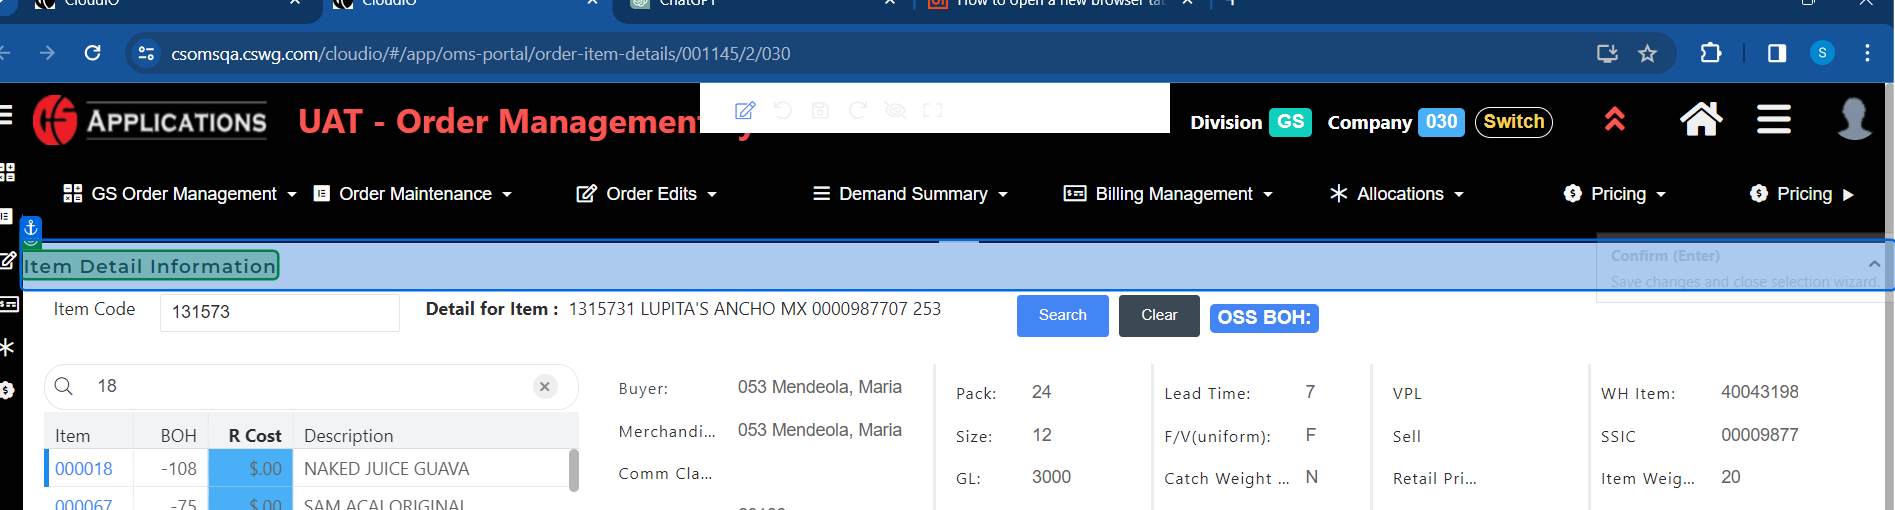 CloudIO
CloudIO
ChatGPT
How to open a new browser tab
csomsqa.cswg.com/cloudio/#/app/oms-portal/order-item-details/001145/2/030
S
APPLICATIONS
UAT - Order Management
Division GS Company 030 Switch
GS Order Management Order Maintenance Order Edits Demand Summary Billing Management Allocations Pricing Pricing
Item Detail Information
Confirm (Enter)
Save changes and close selection wizard.
Item Code 131573 Detail for Item : 1315731 LUPITA'S ANCHO MX 0000987707 253 Search Clear OSS BOH:
18
Buyer: 053 Mendeola, Maria Pack: 24 Lead Time: 7 VPL WH Item: 40043198
Merchandi... 053 Mendeola, Maria Size: 12 F/V(uniform): F Sell SSIC 00009877
Comm Cla... GL: 3000 Catch Weight ... N Retail Pri... Item Weig... 20
Item BOH R Cost Description
000018 -108 $.00 NAKED JUICE GUAVA
000067 -75 $.00 SAM ACAI ORIGINAL